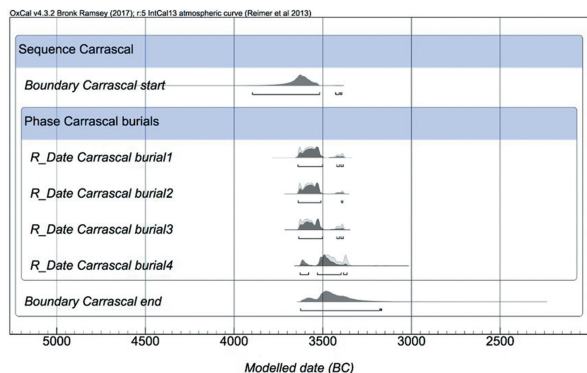 OxCal v4.3.2 Bronk Ramsey (2017); r:5 IntCal13 atmospheric curve (Reimer et al 2013)
Sequence Carrascal
Boundary Carrascal start
Phase Carrascal burials
R_Date Carrascal burial1
R_Date Carrascal burial2
R_Date Carrascal burial3
R_Date Carrascal burial4
Boundary Carrascal end
5000 4500 4000 3500 3000 2500
Modelled date (BC)